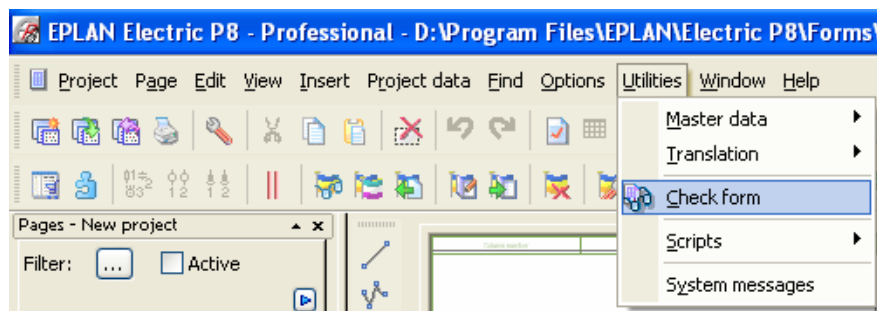 EPLAN Electric P8 - Professional - D:\Program Files\EPLAN\Electric P8\Forms\
Project Page Edit View Insert Project data Find Options Utilities Window Help
Master data
Translation
Check form
Scripts
System messages
Pages - New project
Filter: ... Active